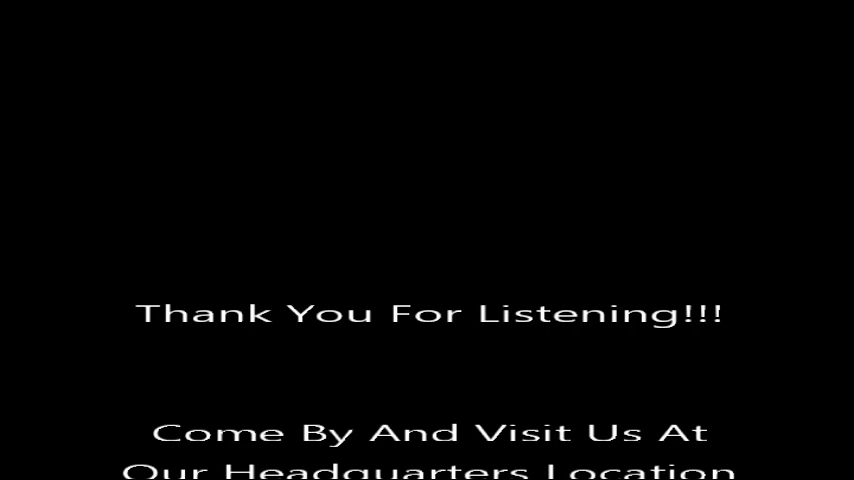 Thank You For Listening!!!
Come By And Visit Us At
Our Headquarters Location